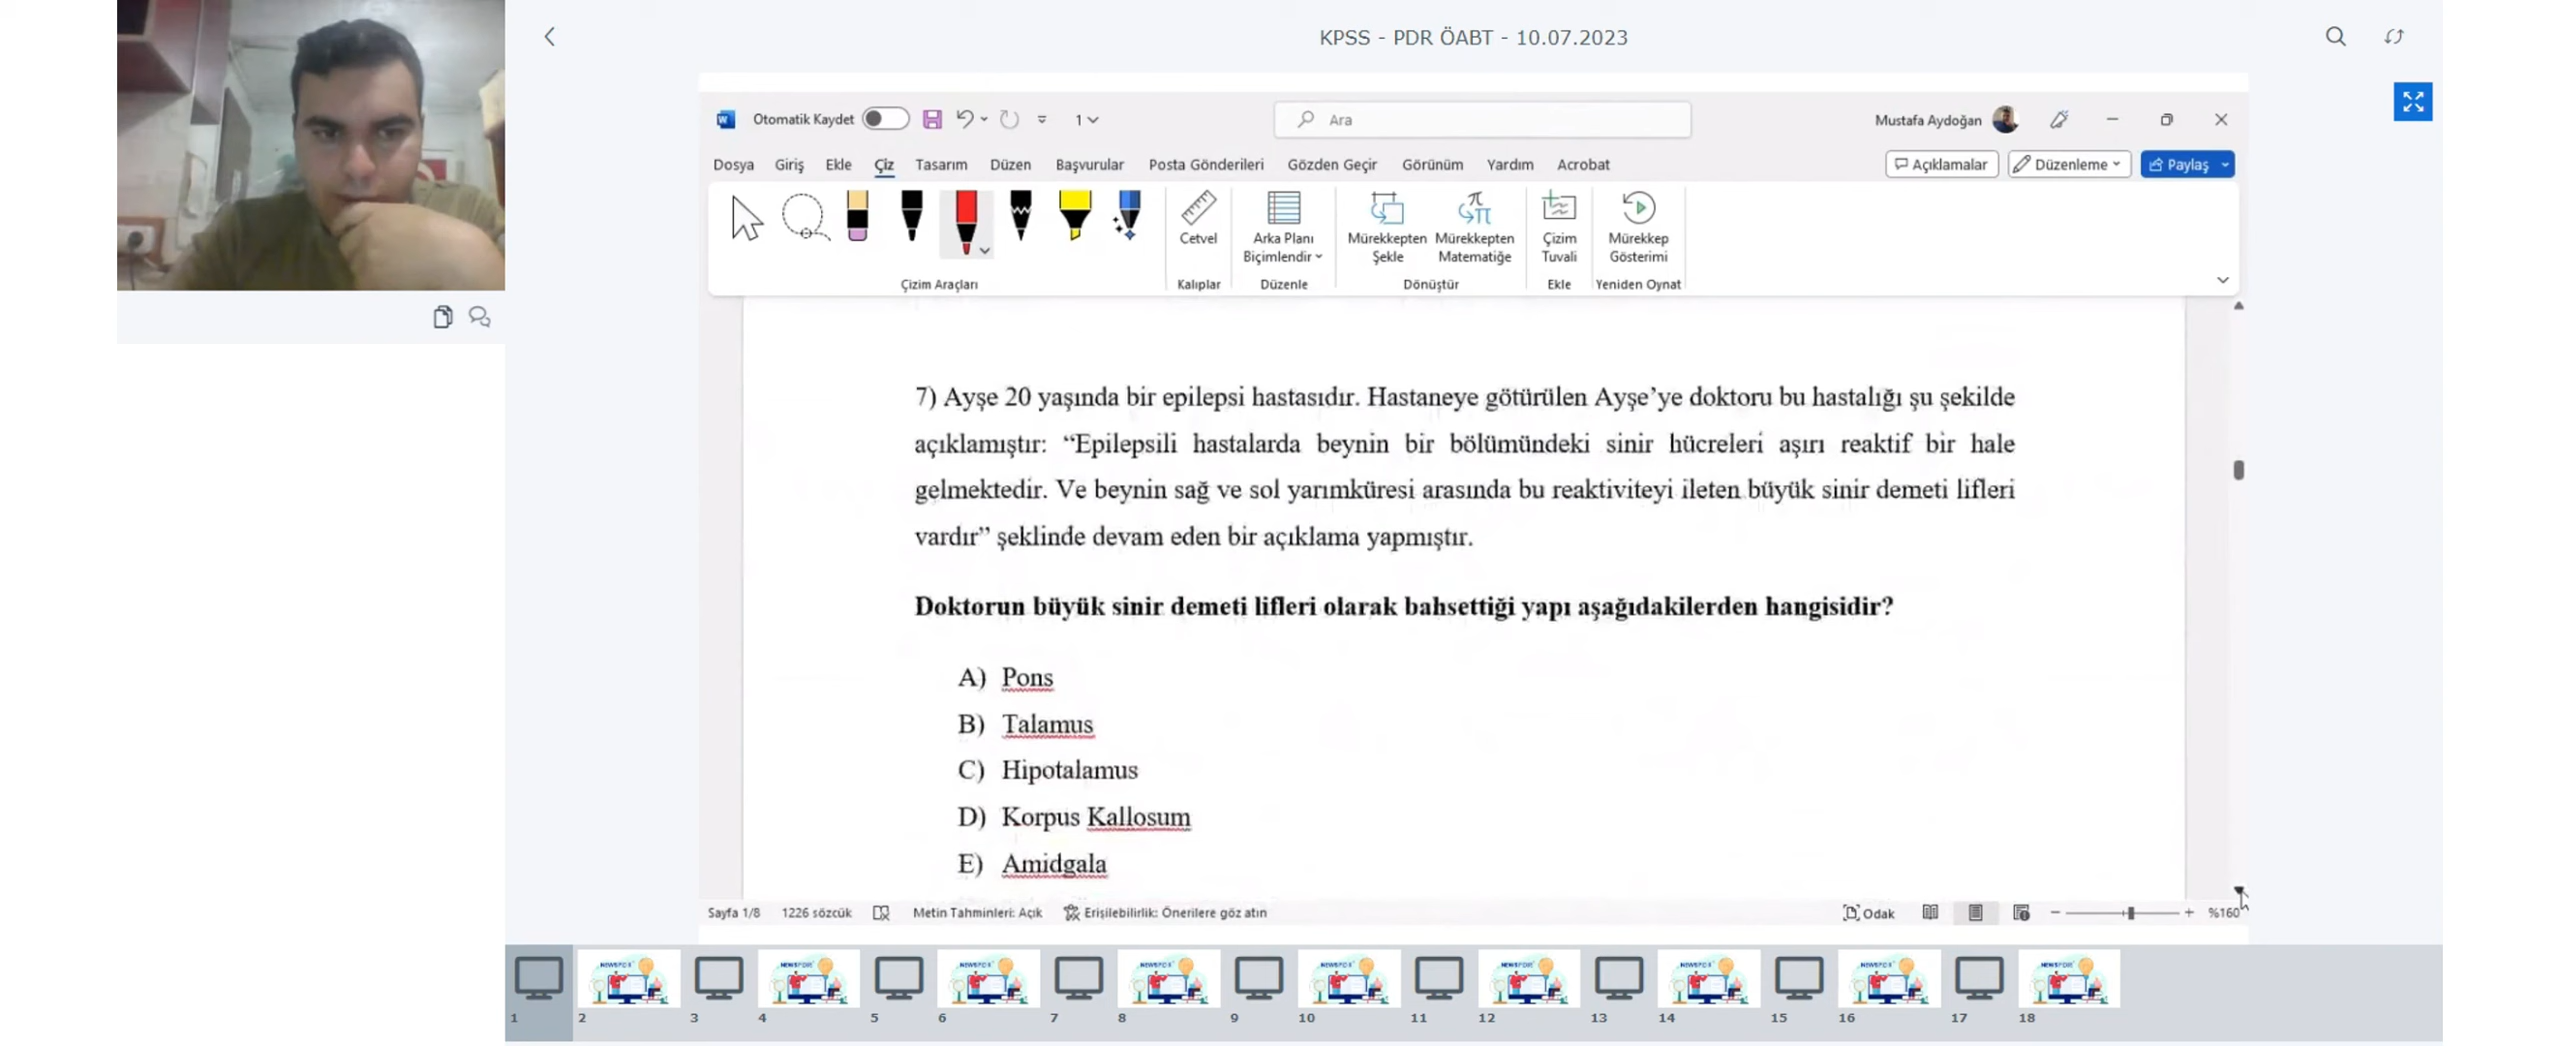 KPSS - PDR ÖABT - 10.07.2023
Otomatik Kaydet
1
Ara
Mustafa Aydoğan
Dosya Giriş Ekle Çiz Tasarım Düzen Başvurular Posta Gönderileri Gözden Geçir Görünüm Yardım Acrobat
Açıklamalar Düzenleme Paylaş
Cetvel
Arka Planı
Biçimlendir
Mürekkepten
Şekle
Mürekkepten
Matematiğe
Çizim
Tuvali
Mürekkep
Gösterimi
Çizim Araçları Kalıplar Düzenle Dönüştür Ekle Yeniden Oynat
7) Ayşe 20 yaşında bir epilepsi hastasıdır. Hastaneye götürülen Ayşe’ye doktoru bu hastalığı şu şekilde
açıklamıştır: “Epilepsili hastalarda beynin bir bölümündeki sinir hücreleri aşırı reaktif bir hale
gelmektedir. Ve beynin sağ ve sol yarımküresi arasında bu reaktiviteyi ileten büyük sinir demeti lifleri
vardır” şeklinde devam eden bir açıklama yapmıştır.
Doktorun büyük sinir demeti lifleri olarak bahsettiği yapı aşağıdakilerden hangisidir?
A) Pons
B) Talamus
C) Hipotalamus
D) Korpus Kallosum
E) Amidgala
Sayfa 1/8 1226 sözcük Metin Tahminleri: Açık Erişilebilirlik: Önerilere göz atın Odak %160
1 2 3 4 5 6 7 8 9 10 11 12 13 14 15 16 17 18